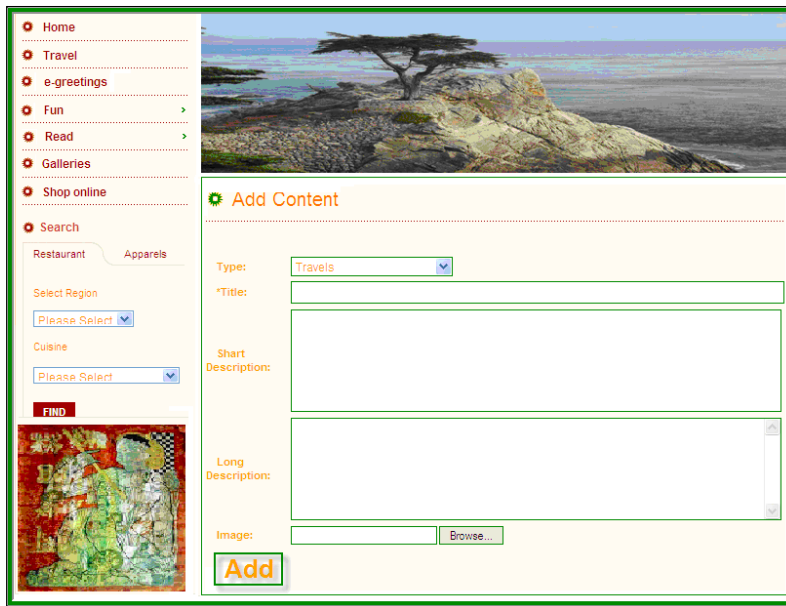 Home
Travel
e-greetings
Fun
Read
Galleries
Shop online
Search
Restaurant Apparels
Select Region
Please Select
Cuisine
Please Select
FIND
Add Content
Type: Travels
*Title:
Shart
Description:
Long
Description:
Image: Browse...
Add